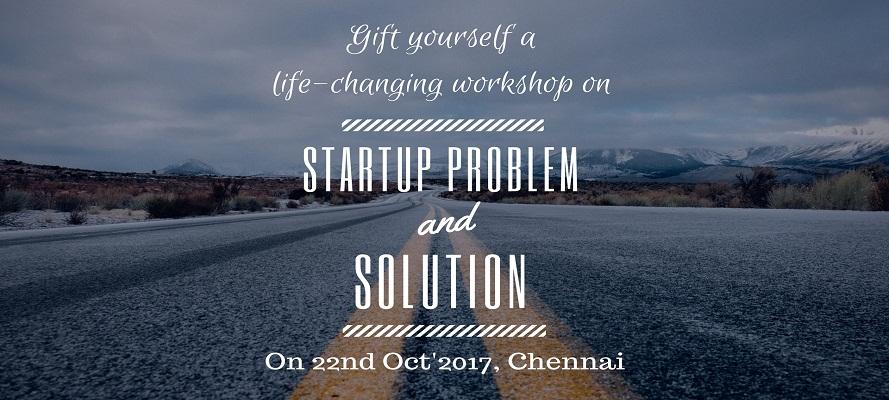 Gift yourself a
life-changing workshop on
STARTUP PROBLEM
and
SOLUTION
On 22nd Oct'2017, Chennai